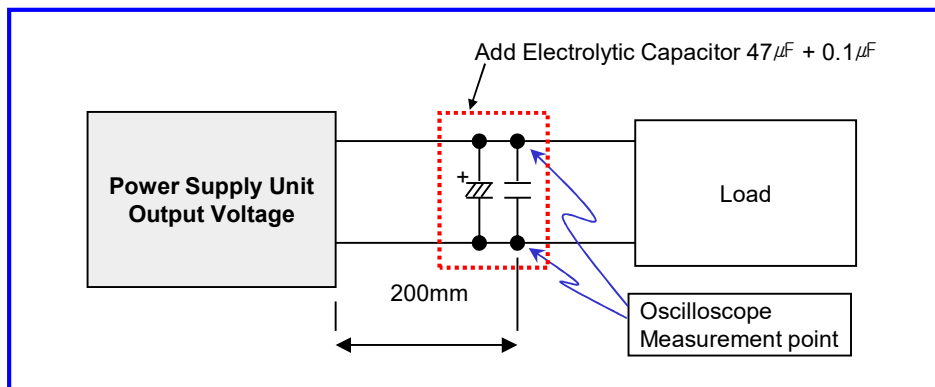 Add Electrolytic Capacitor 47㎌ + 0.1㎌
Power Supply Unit
Output Voltage
+
Load
200mm
Oscilloscope
Measurement point